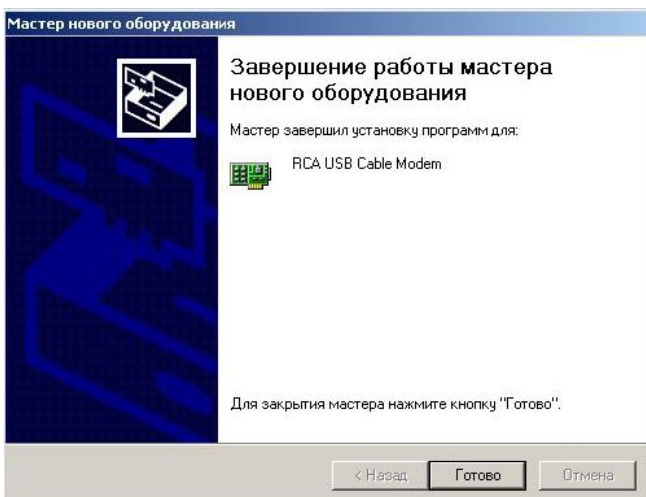 Мастер нового оборудования
Завершение работы мастера
нового оборудования
Мастер завершил установку программ для:
RCA USB Cable Modem
Для закрытия мастера нажмите кнопку "Готово".
< Назад
Готово
Отмена